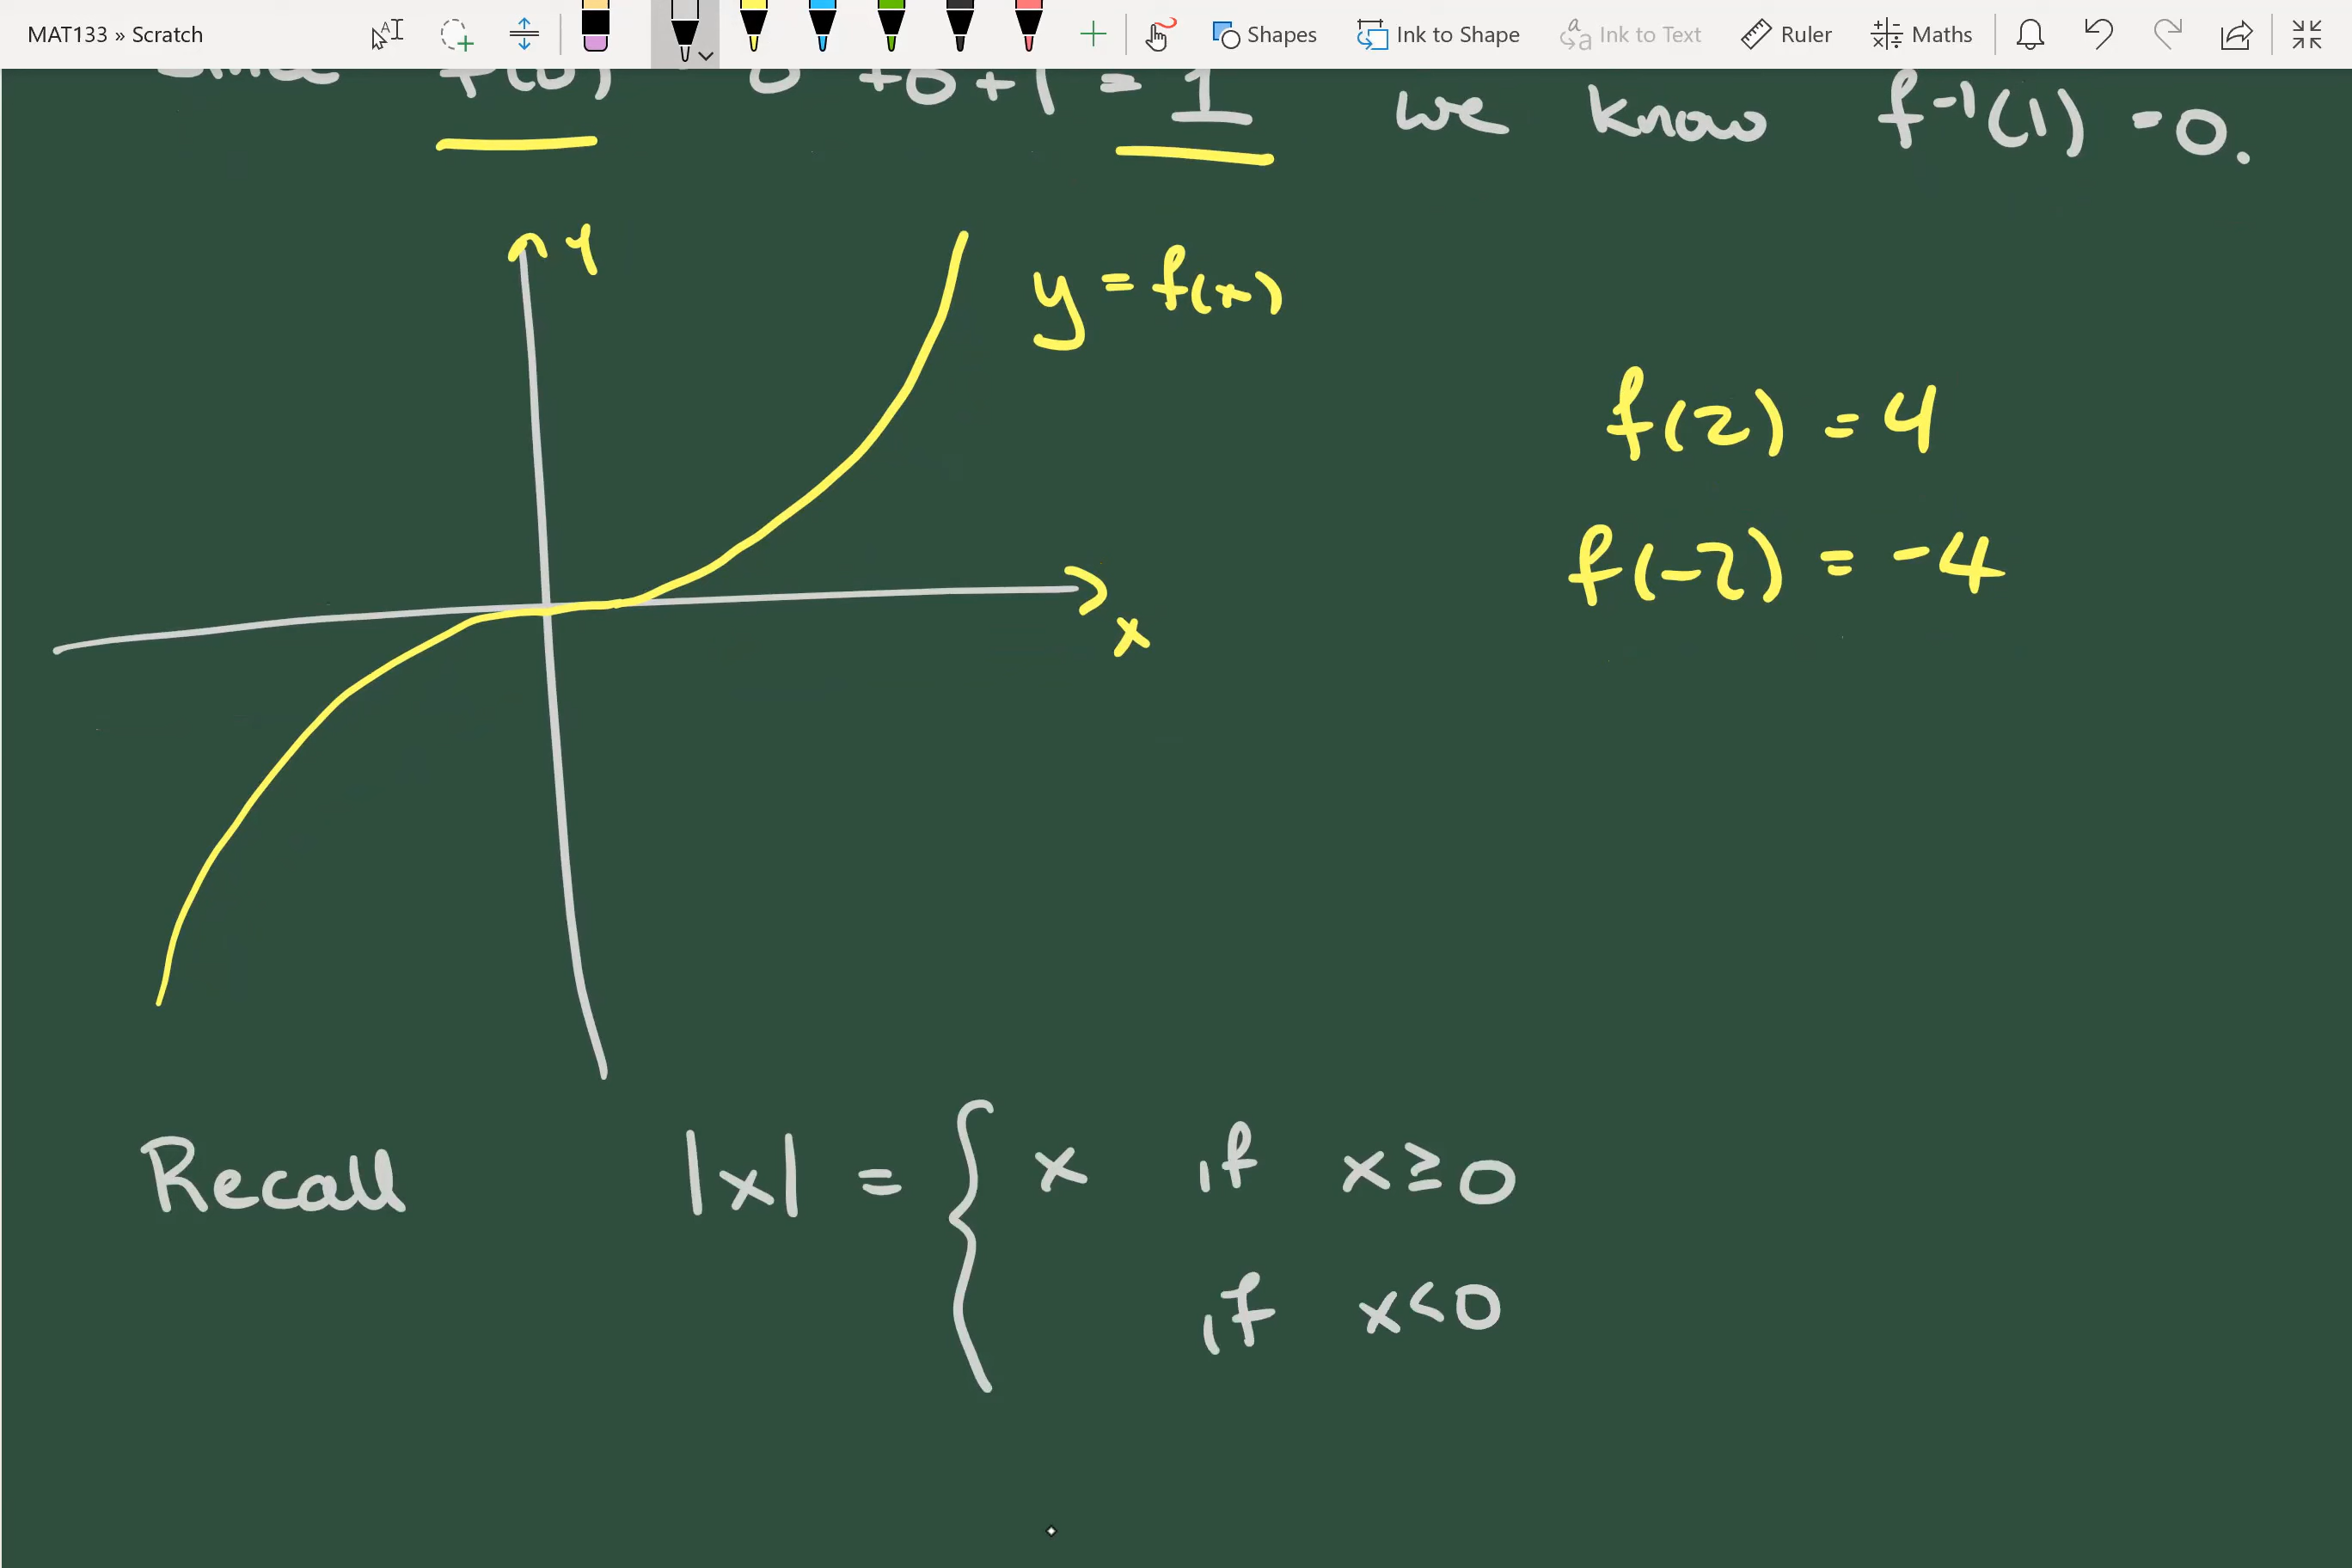 MAT133 » Scratch Shapes Ink to Shape Ink to Text Ruler Maths
f(0) +0+1 = 1 we know f⁻¹(1) = 0.
Y
y = f(x)
f(2) = 4
f(-2) = -4
x
Recall |x| = { x if x ≥ 0
if x < 0